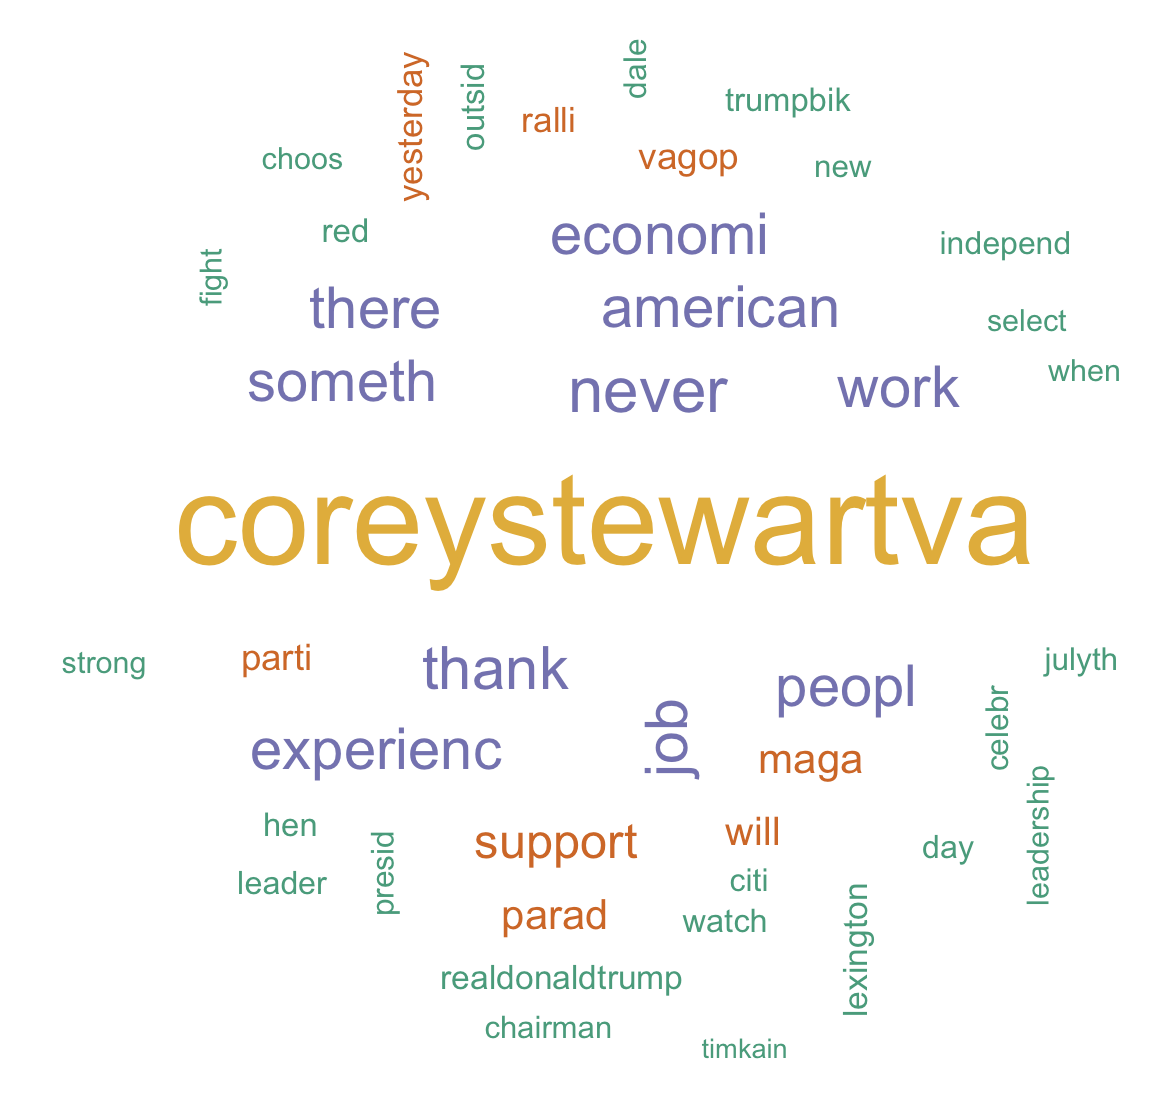 dale
yesterday
outsid
trumpbik
ralli
vagop
choos
new
red
economi
independ
fight
there
american
select
when
someth
never
work
coreystewartva
strong
parti
thank
peopl
julyth
celebr
experienc
job
maga
leadership
hen
support
will
day
presid
leader
citi
parad
watch
lexington
realdonaldtrump
chairman
timkain